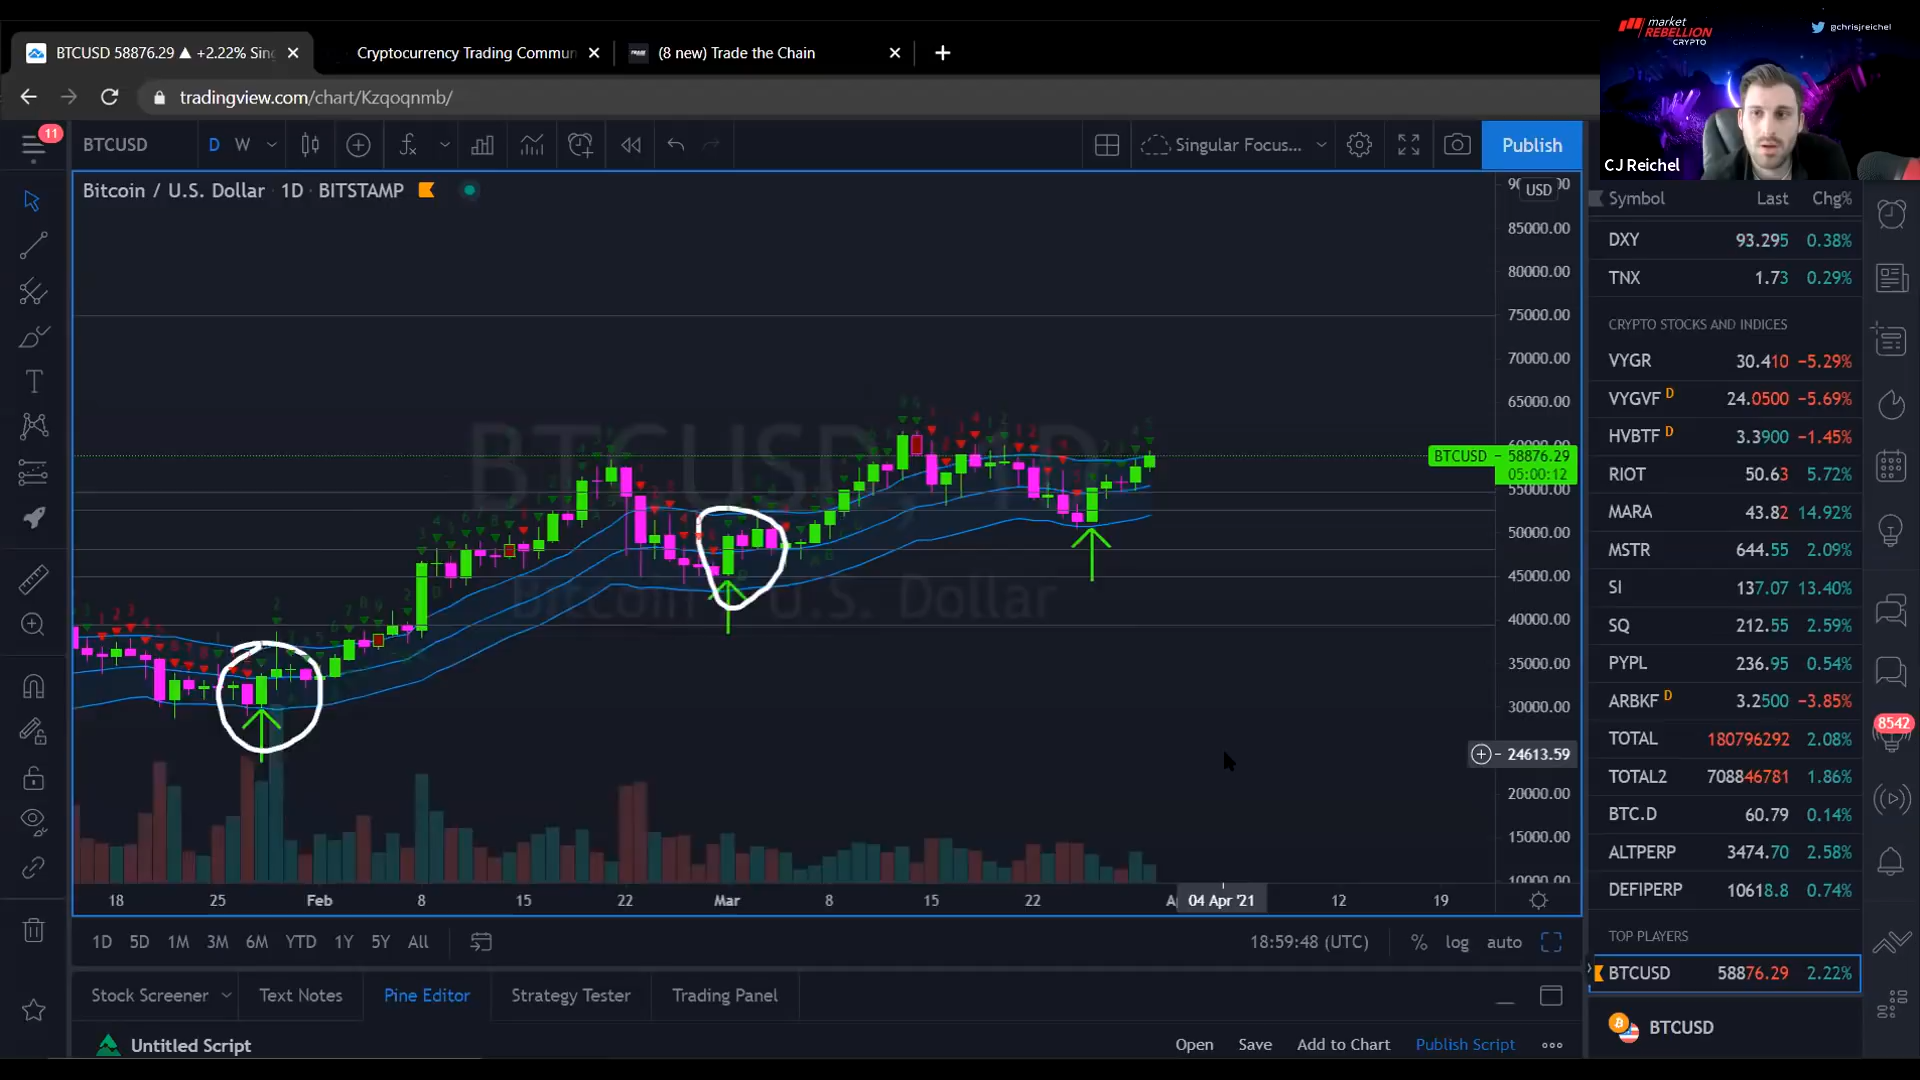 BTCUSD 58876.29 ▲ +2.22% Sin
Cryptocurrency Trading Commun
(8 new) Trade the Chain
tradingview.com/chart/Kzqoqnmb/
market
REBELLION
CRYPTO
@chrisjreichel
CJ Reichel
11
BTCUSD
D W
Singular Focus...
Publish
Bitcoin / U.S. Dollar 1D · BITSTAMP
USD
85000.00
80000.00
75000.00
70000.00
65000.00
60000.00
BTCUSD 58876.29
05:00:12
55000.00
50000.00
45000.00
40000.00
35000.00
30000.00
24613.59
20000.00
15000.00
10000.00
BTCUSD, 1D
Bitcoin / U.S. Dollar
18 25 Feb 8 15 22 Mar 8 15 22 04 Apr '21 12 19
1D 5D 1M 3M 6M YTD 1Y 5Y All
18:59:48 (UTC) % log auto
Stock Screener Text Notes Pine Editor Strategy Tester Trading Panel
Untitled Script
Open Save Add to Chart Publish Script
Symbol Last Chg%
DXY 93.295 0.38%
TNX 1.73 0.29%
CRYPTO STOCKS AND INDICES
VYGR 30.410 −5.29%
VYGVF D 24.0500 −5.69%
HVBTF D 3.3900 −1.45%
RIOT 50.63 5.72%
MARA 43.82 14.92%
MSTR 644.55 2.09%
SI 137.07 13.40%
SQ 212.55 2.59%
PYPL 236.95 0.54%
ARBKF D 3.2500 −3.85%
TOTAL 180796292 2.08%
TOTAL2 708846781 1.86%
BTC.D 60.79 0.14%
ALTPERP 3474.70 2.58%
DEFIPERP 10618.8 0.74%
TOP PLAYERS
BTCUSD 58876.29 2.22%
BTCUSD
8542